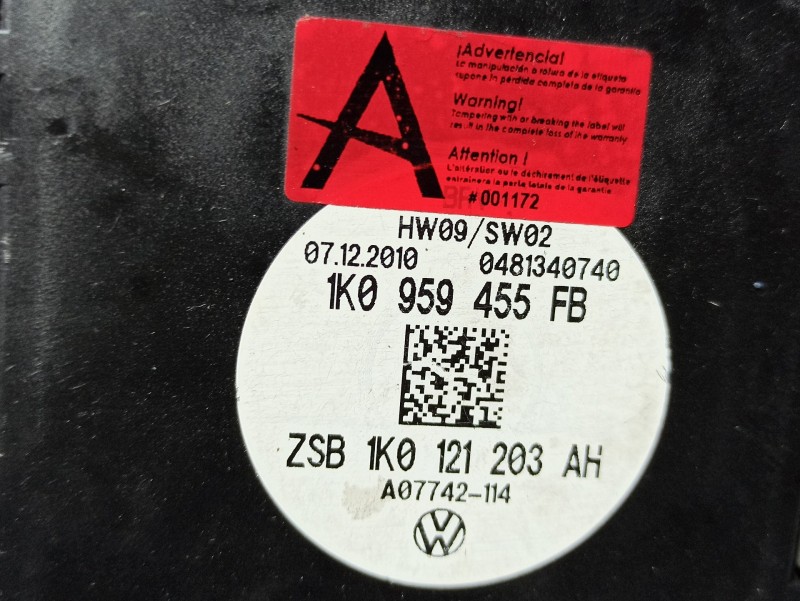 ¡Advertencia!
La manipulación o rotura de la etiqueta
supone la pérdida completa de la garantía
Warning!
Tampering with or breaking the label will
result in the complete loss of the warranty
Attention !
L'altération ou le déchirement de l'étiquette
entraînera la perte totale de la garantie
#001172
A
HW09/SW02
07.12.2010 0481340740
1K0 959 455 FB
ZSB 1K0 121 203 AH
A07742-114